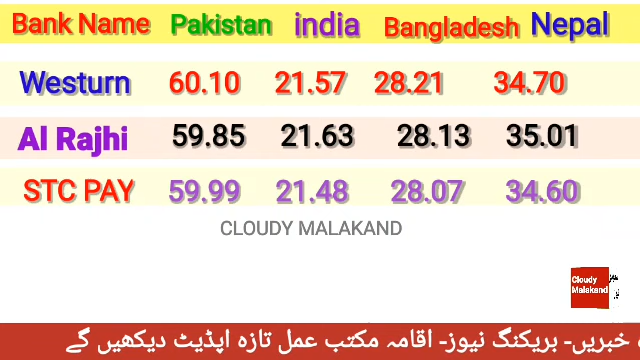 Bank Name Pakistan india Bangladesh Nepal
Westurn 60.10 21.57 28.21 34.70
Al Rajhi 59.85 21.63 28.13 35.01
STC PAY 59.99 21.48 28.07 34.60
CLOUDY MALAKAND
Cloudy
Malakand
خبریں- بریکنگ نیوز- اقامہ مکتب عمل تازہ اپڈیٹ دیکھیں گے